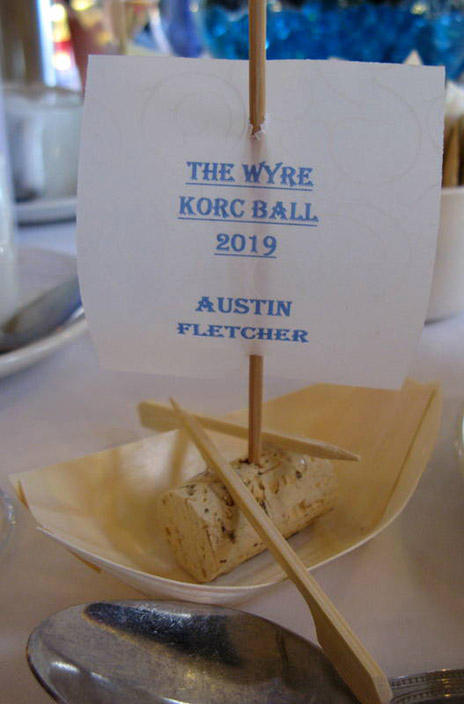 THE WYRE
KORC BALL
2019
AUSTIN
FLETCHER